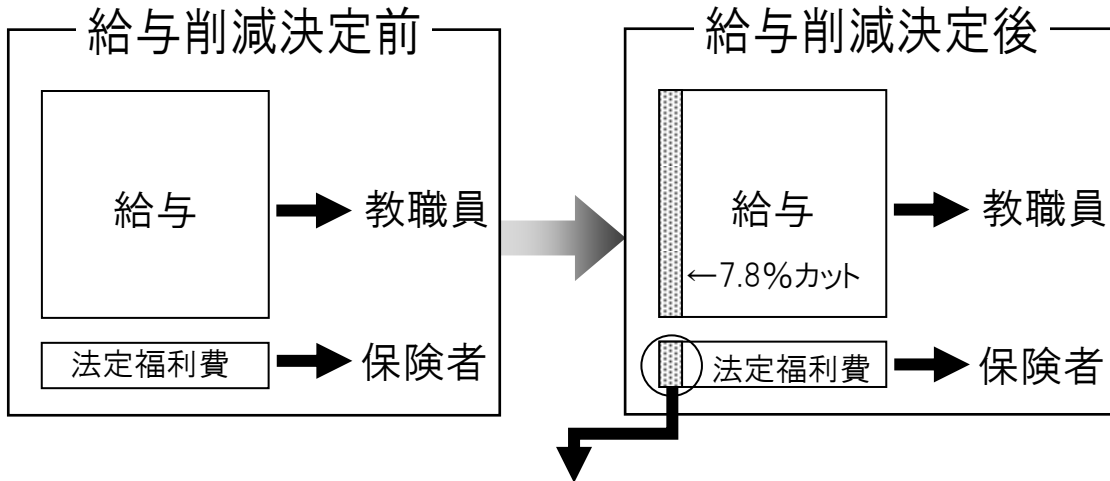 給与削減決定前
給与
教職員
法定福利費
保険者
給与削減決定後
給与
教職員
←7.8%カット
法定福利費
保険者